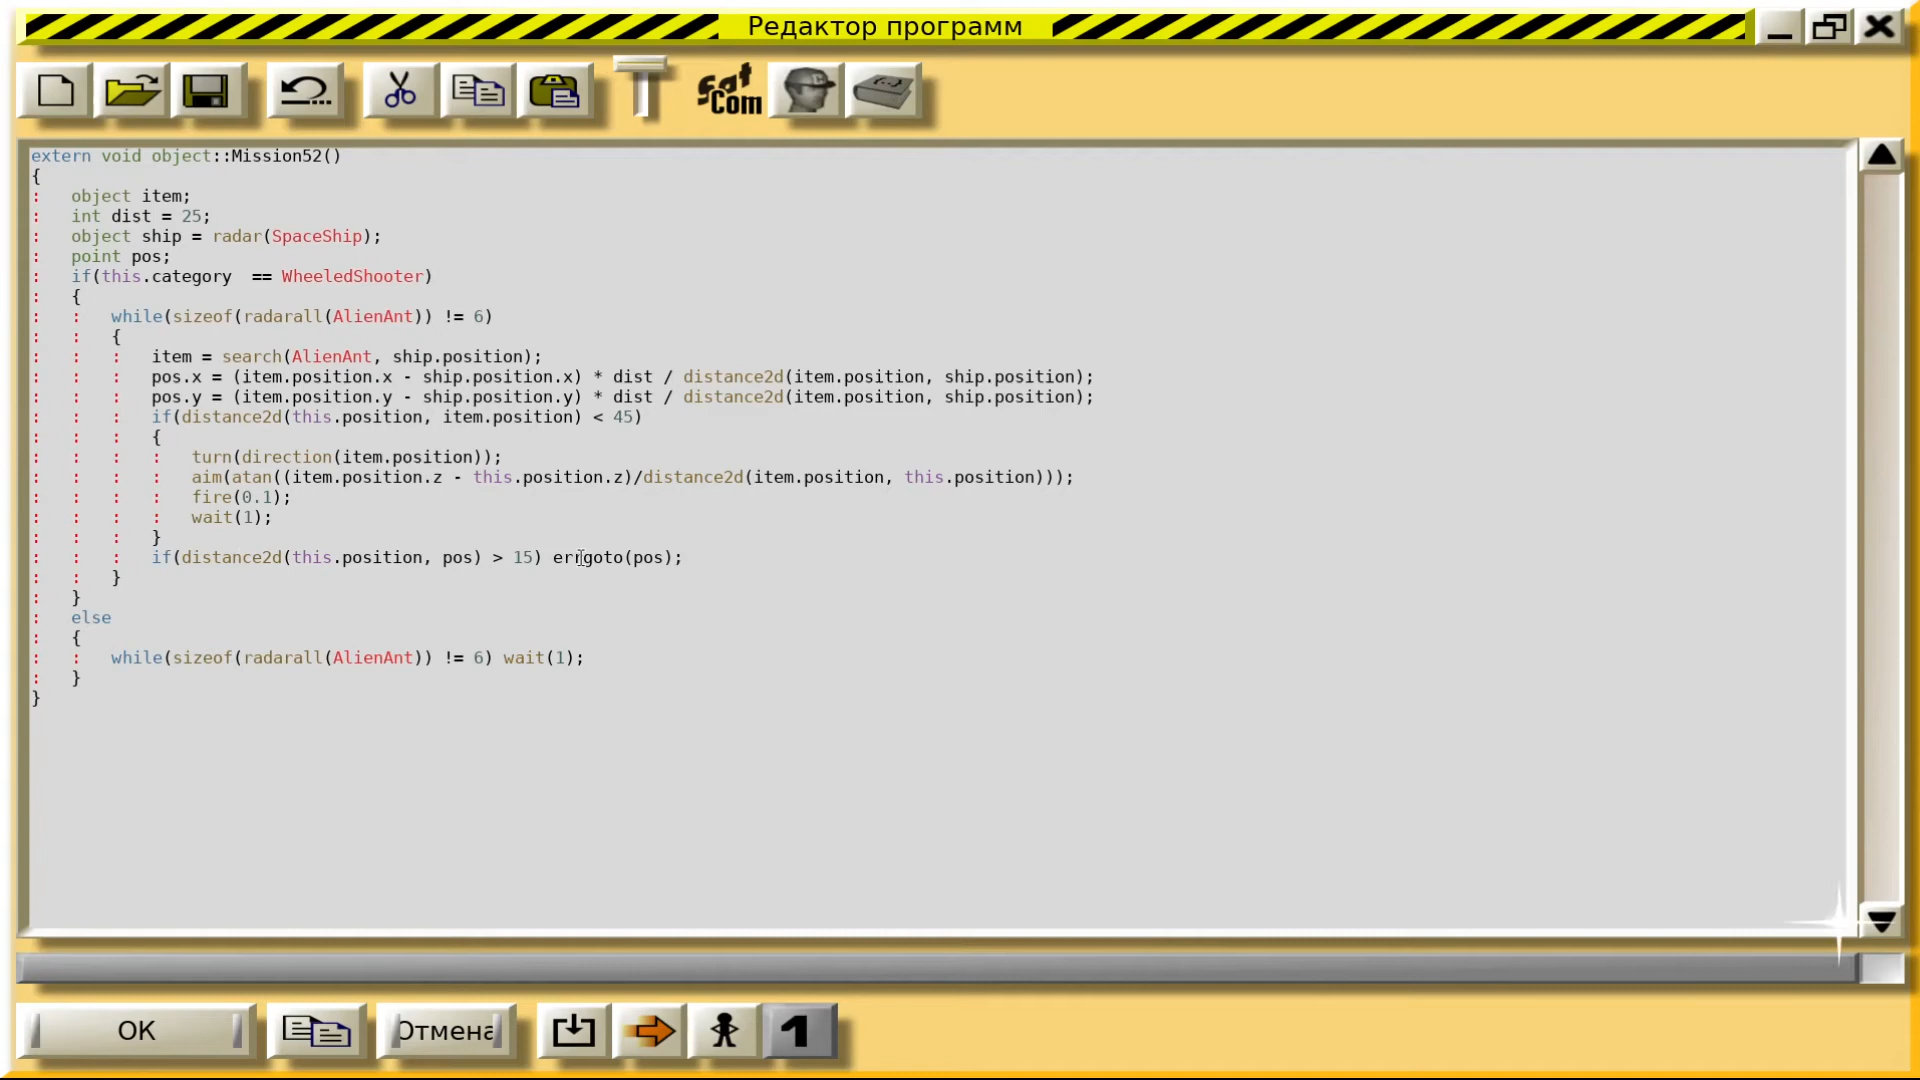 Редактор программ
Sat Com
extern void object::Mission52()
{
:   object item;
:   int dist = 25;
:   object ship = radar(SpaceShip);
:   point pos;
:   if(this.category  == WheeledShooter)
:   {
:   :   while(sizeof(radarall(AlienAnt)) != 6)
:   :   {
:   :   :   item = search(AlienAnt, ship.position);
:   :   :   pos.x = (item.position.x - ship.position.x) * dist / distance2d(item.position, ship.position);
:   :   :   pos.y = (item.position.y - ship.position.y) * dist / distance2d(item.position, ship.position);
:   :   :   if(distance2d(this.position, item.position) < 45)
:   :   :   {
:   :   :   :   turn(direction(item.position));
:   :   :   :   aim(atan((item.position.z - this.position.z)/distance2d(item.position, this.position)));
:   :   :   :   fire(0.1);
:   :   :   :   wait(1);
:   :   :   }
:   :   :   if(distance2d(this.position, pos) > 15) errgoto(pos);
:   :   }
:   }
:   else
:   {
:   :   while(sizeof(radarall(AlienAnt)) != 6) wait(1);
:   }
}
OK
Отмена
1